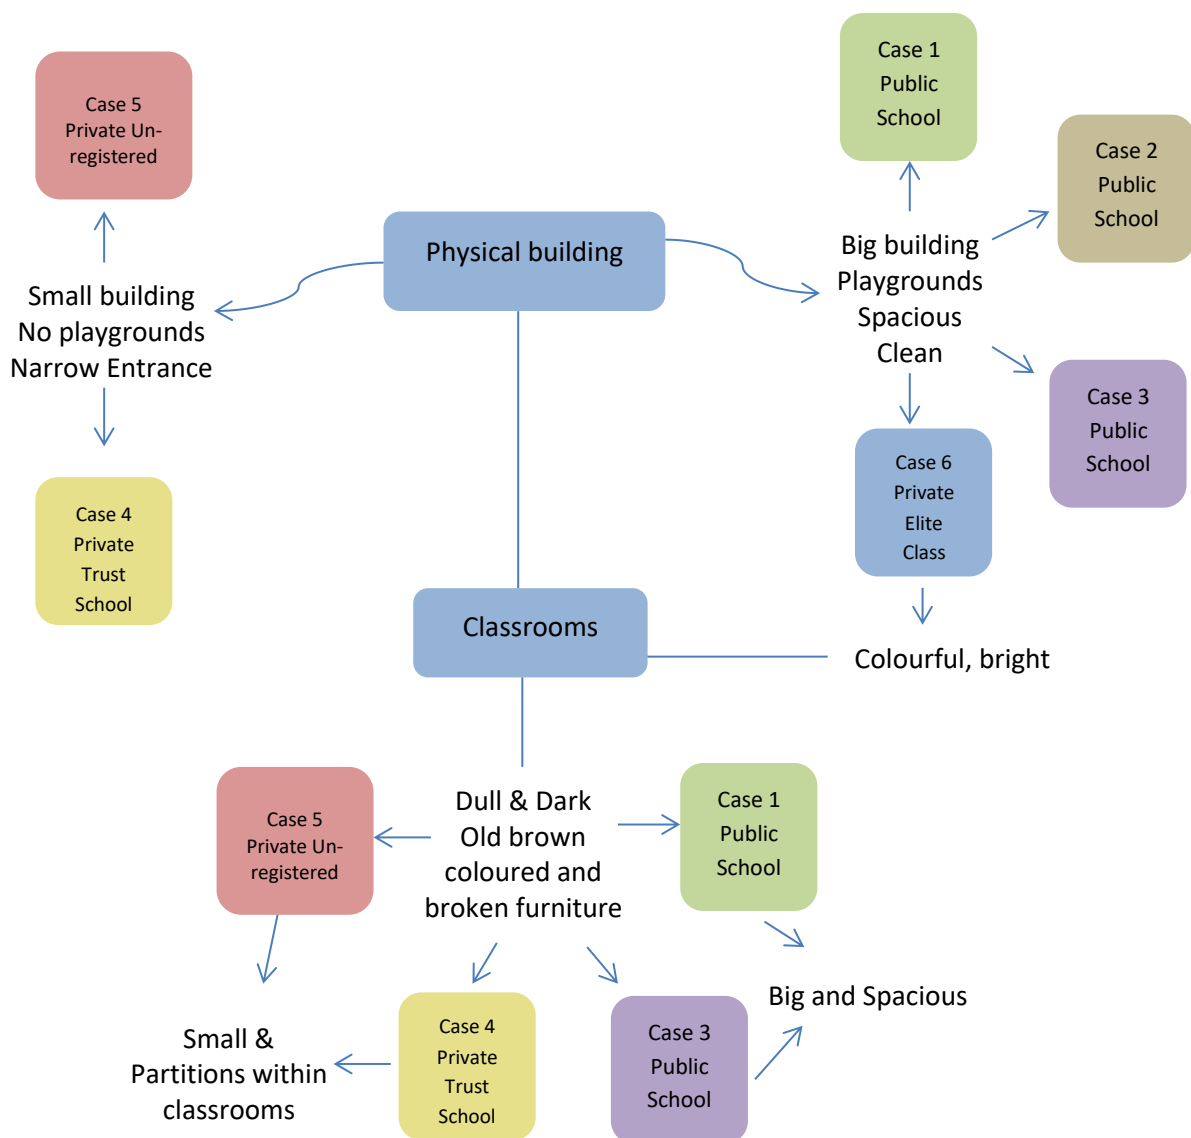 Case 1
Public
School
Case 5
Private Un-
registered
Case 2
Public
School
Physical building
Big building
Playgrounds
Spacious
Clean
Small building
No playgrounds
Narrow Entrance
Case 3
Public
School
Case 6
Private
Elite
Class
Case 4
Private
Trust
School
Classrooms
Colourful, bright
Case 5
Private Un-
registered
Dull & Dark
Old brown
coloured and
broken furniture
Case 1
Public
School
Big and Spacious
Small &
Partitions within
classrooms
Case 4
Private
Trust
School
Case 3
Public
School